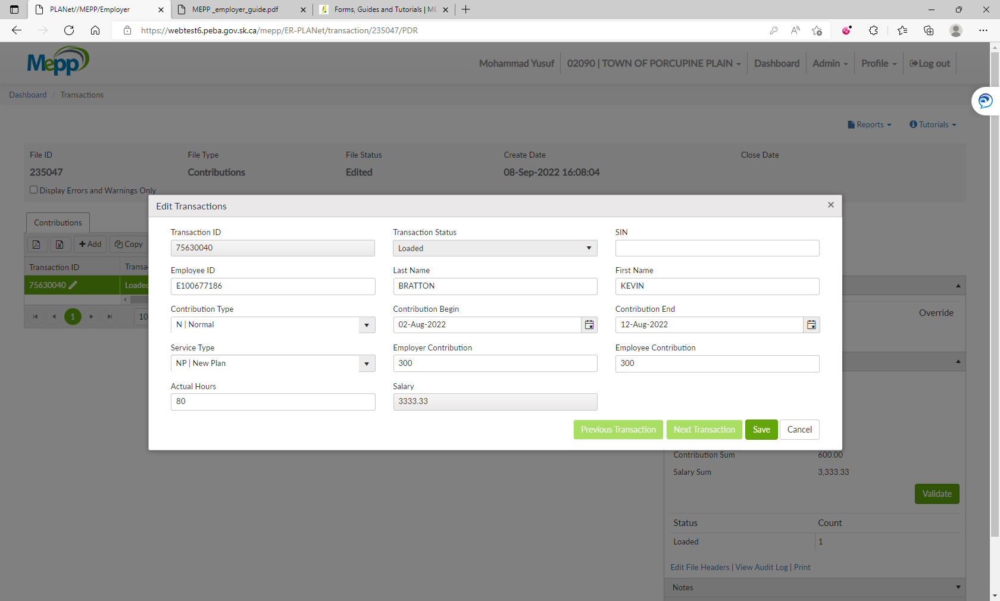 PLANet//MEPP/Employer
MEPP _employer_guide.pdf
Forms, Guides and Tutorials | ME
https://webtest6.peba.gov.sk.ca/mepp/ER-PLANet/transaction/235047/PDR
Mepp
Mohammad Yusuf
02090 | TOWN OF PORCUPINE PLAIN
Dashboard
Admin
Profile
Log out
Dashboard / Transactions
Reports
Tutorials
File ID
File Type
File Status
Create Date
Close Date
235047
Contributions
Edited
08-Sep-2022 16:08:04
Display Errors and Warnings Only
Contributions
Add
Copy
Transaction ID
Transa
75630040
Loaded
1
10
Edit Transactions
Transaction ID
Transaction Status
SIN
75630040
Loaded
Employee ID
Last Name
First Name
E100677186
BRATTON
KEVIN
Contribution Type
Contribution Begin
Contribution End
N | Normal
02-Aug-2022
12-Aug-2022
Service Type
Employer Contribution
Employee Contribution
NP | New Plan
300
300
Actual Hours
Salary
80
3333.33
Previous Transaction
Next Transaction
Save
Cancel
Override
Contribution Sum
600.00
Salary Sum
3,333.33
Validate
Status
Count
Loaded
1
Edit File Headers | View Audit Log | Print
Notes